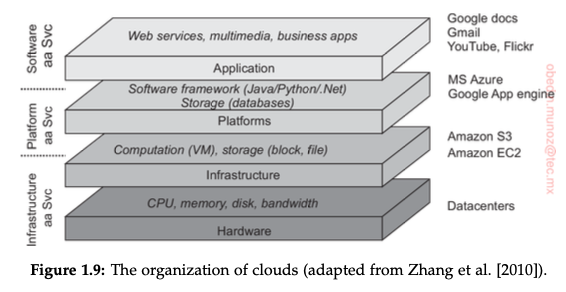 Software
aa Svc
Web services, multimedia, business apps
Application
Google docs
Gmail
YouTube, Flickr
Platform
aa Svc
Software framework (Java/Python/.Net)
Storage (databases)
Platforms
MS Azure
Google App engine
Infrastructure
aa Svc
Computation (VM), storage (block, file)
Infrastructure
Amazon S3
Amazon EC2
CPU, memory, disk, bandwidth
Hardware
Datacenters
obedm.munoz@tec.mx
Figure 1.9: The organization of clouds (adapted from Zhang et al. [2010]).